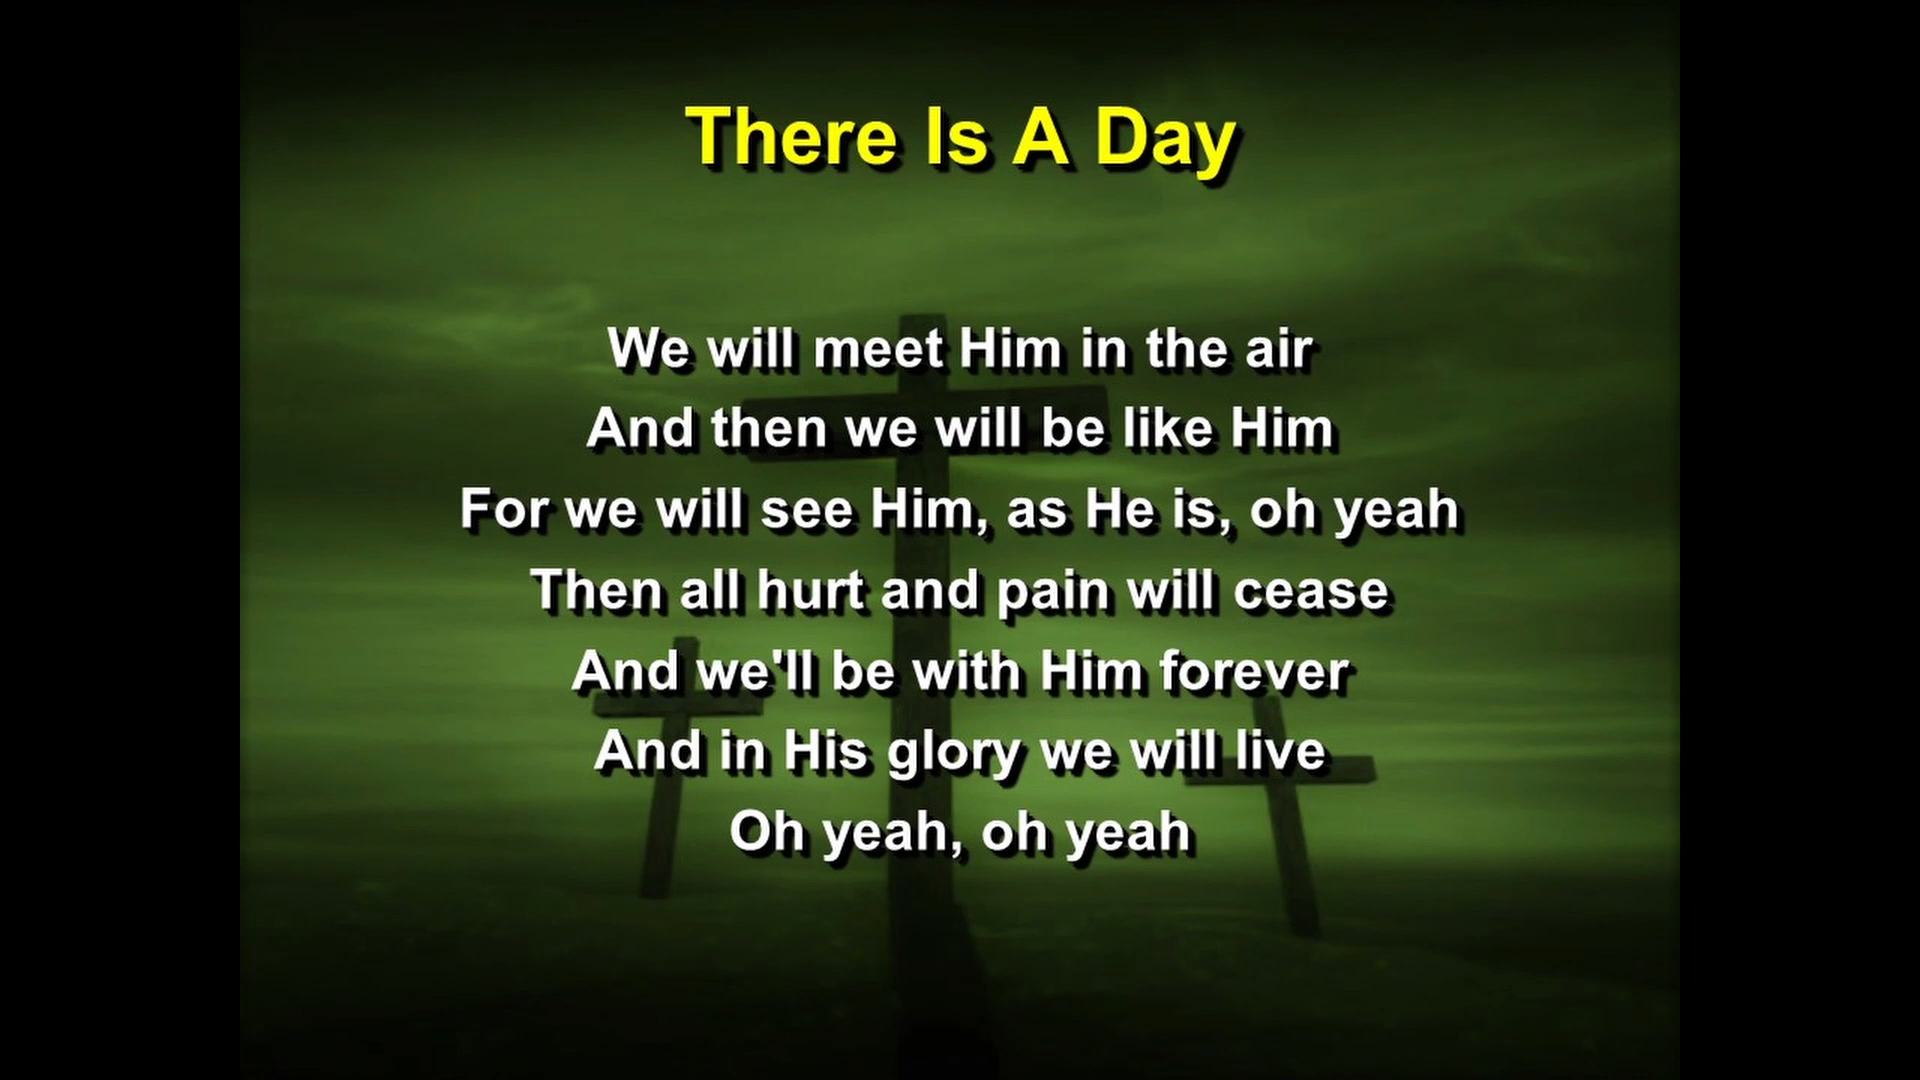 There Is A Day
We will meet Him in the air
And then we will be like Him
For we will see Him, as He is, oh yeah
Then all hurt and pain will cease
And we'll be with Him forever
And in His glory we will live
Oh yeah, oh yeah